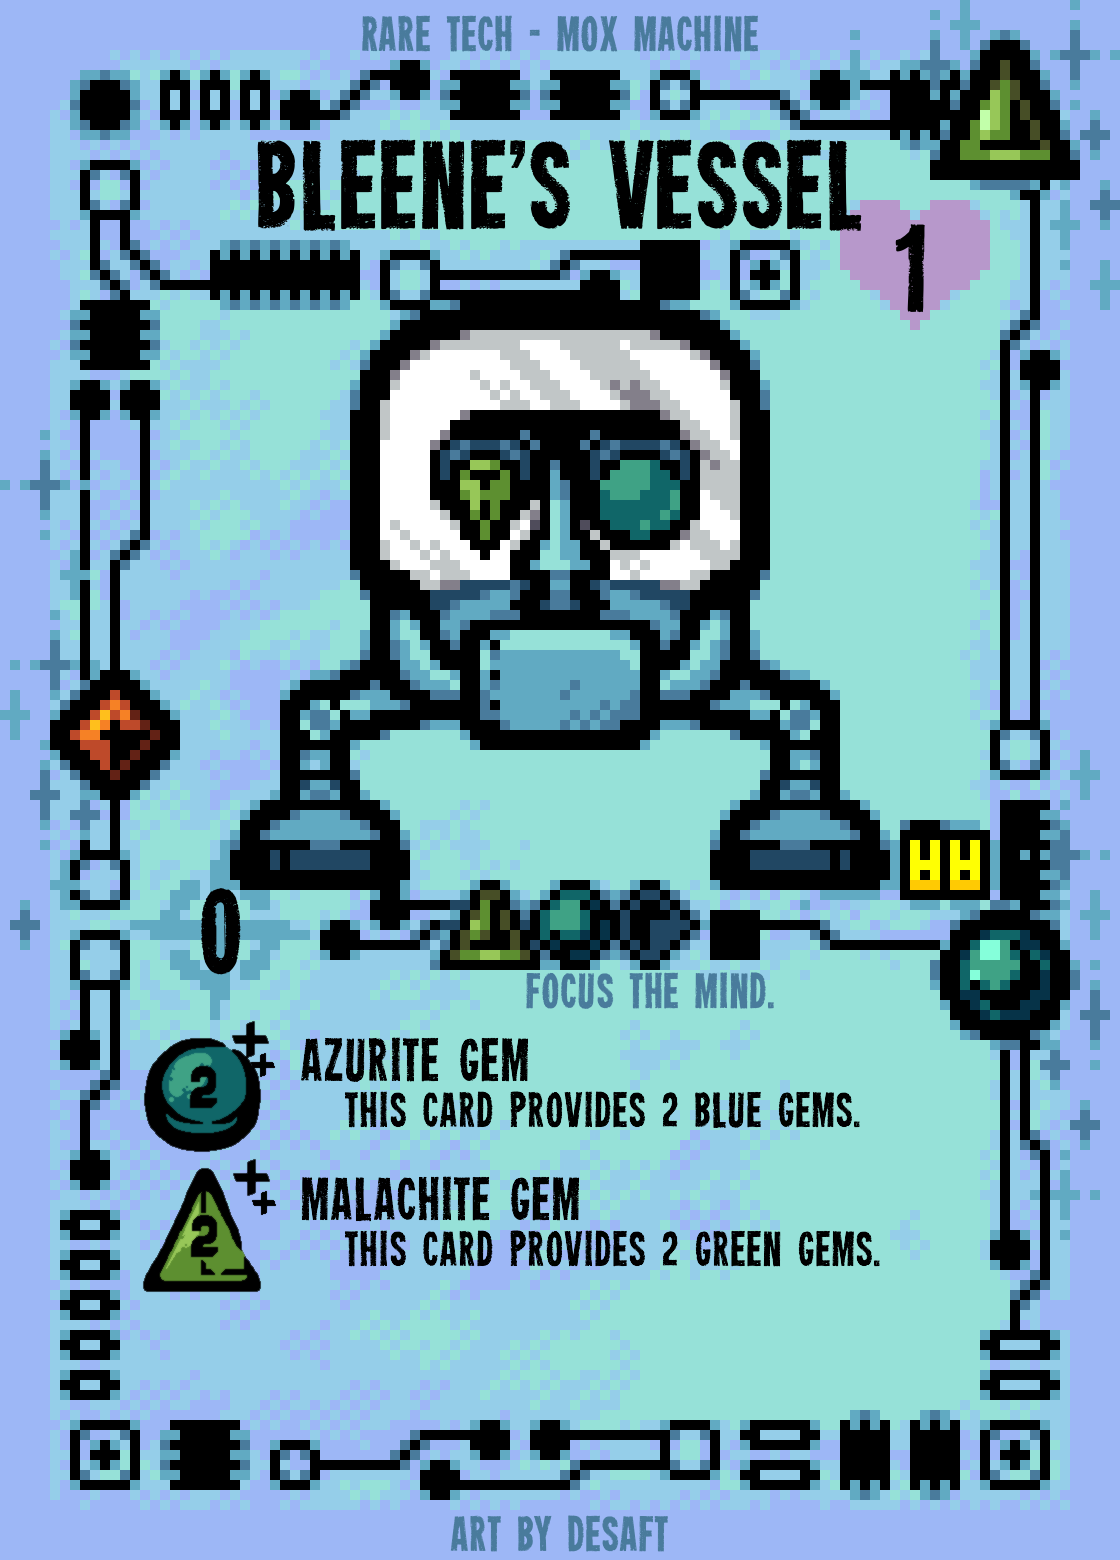 RARE TECH - MOX MACHINE
BLEENE'S VESSEL
1
0
FOCUS THE MIND.
2
AZURITE GEM
THIS CARD PROVIDES 2 BLUE GEMS.
2
MALACHITE GEM
THIS CARD PROVIDES 2 GREEN GEMS.
ART BY DESAFT